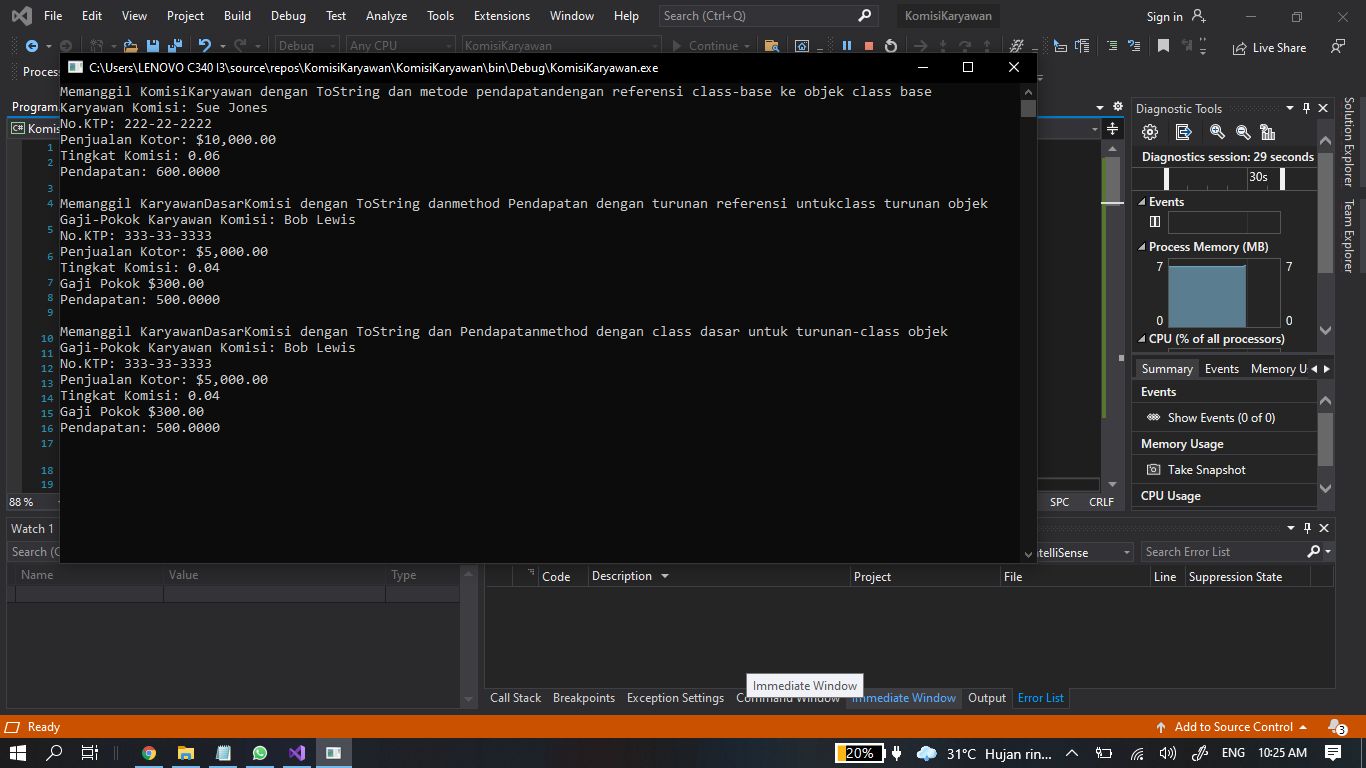 File Edit View Project Build Debug Test Analyze Tools Extensions Window Help Search (Ctrl+Q) KomisiKaryawan Sign in
Debug Any CPU KomisiKaryawan Continue Live Share
Process
C:\Users\LENOVO C340 I3\source\repos\KomisiKaryawan\KomisiKaryawan\bin\Debug\KomisiKaryawan.exe
Memanggil KomisiKaryawan dengan ToString dan metode pendapatandengan referensi class-base ke objek class base
Karyawan Komisi: Sue Jones
No.KTP: 222-22-2222
Penjualan Kotor: $10,000.00
Tingkat Komisi: 0.06
Pendapatan: 600.0000
Memanggil KaryawanDasarKomisi dengan ToString danmethod Pendapatan dengan turunan referensi untukclass turunan objek
Gaji-Pokok Karyawan Komisi: Bob Lewis
No.KTP: 333-33-3333
Penjualan Kotor: $5,000.00
Tingkat Komisi: 0.04
Gaji Pokok $300.00
Pendapatan: 500.0000
Memanggil KaryawanDasarKomisi dengan ToString dan Pendapatanmethod dengan class dasar untuk turunan-class objek
Gaji-Pokok Karyawan Komisi: Bob Lewis
No.KTP: 333-33-3333
Penjualan Kotor: $5,000.00
Tingkat Komisi: 0.04
Gaji Pokok $300.00
Pendapatan: 500.0000
Program
C# Komis
1
2
3
4
5
6
7
8
9
10
11
12
13
14
15
16
17
18
19
88 %
SPC CRLF
Diagnostic Tools
Diagnostics session: 29 seconds
30s
Events
Process Memory (MB)
7 7
0 0
CPU (% of all processors)
Summary Events Memory U
Events
Show Events (0 of 0)
Memory Usage
Take Snapshot
CPU Usage
Solution Explorer
Team Explorer
Watch 1
Search (C
Name Value Type
ntelliSense Search Error List
Code Description Project File Line Suppression State
Immediate Window
Call Stack Breakpoints Exception Settings Command Window Immediate Window Output Error List
Ready Add to Source Control 3
20% 31°C Hujan rin... ENG 10:25 AM